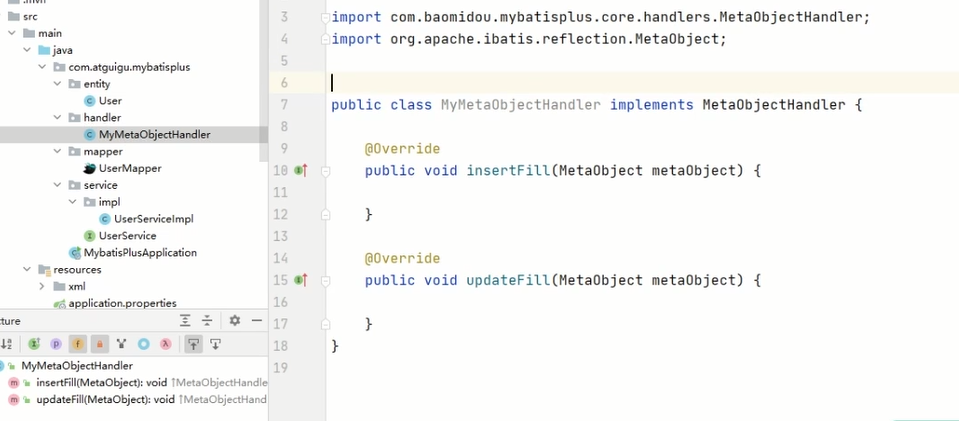 src
main
java
com.atguigu.mybatisplus
entity
User
handler
MyMetaObjectHandler
mapper
UserMapper
service
impl
UserServiceImpl
UserService
MybatisPlusApplication
resources
xml
application.properties
cture
MyMetaObjectHandler
insertFill(MetaObject): void ↑MetaObjectHandle
updateFill(MetaObject): void ↑MetaObjectHand
3 import com.baomidou.mybatisplus.core.handlers.MetaObjectHandler;
4 import org.apache.ibatis.reflection.MetaObject;
5
6
7 public class MyMetaObjectHandler implements MetaObjectHandler {
8
9 @Override
10 public void insertFill(MetaObject metaObject) {
11
12 }
13
14 @Override
15 public void updateFill(MetaObject metaObject) {
16
17 }
18 }
19